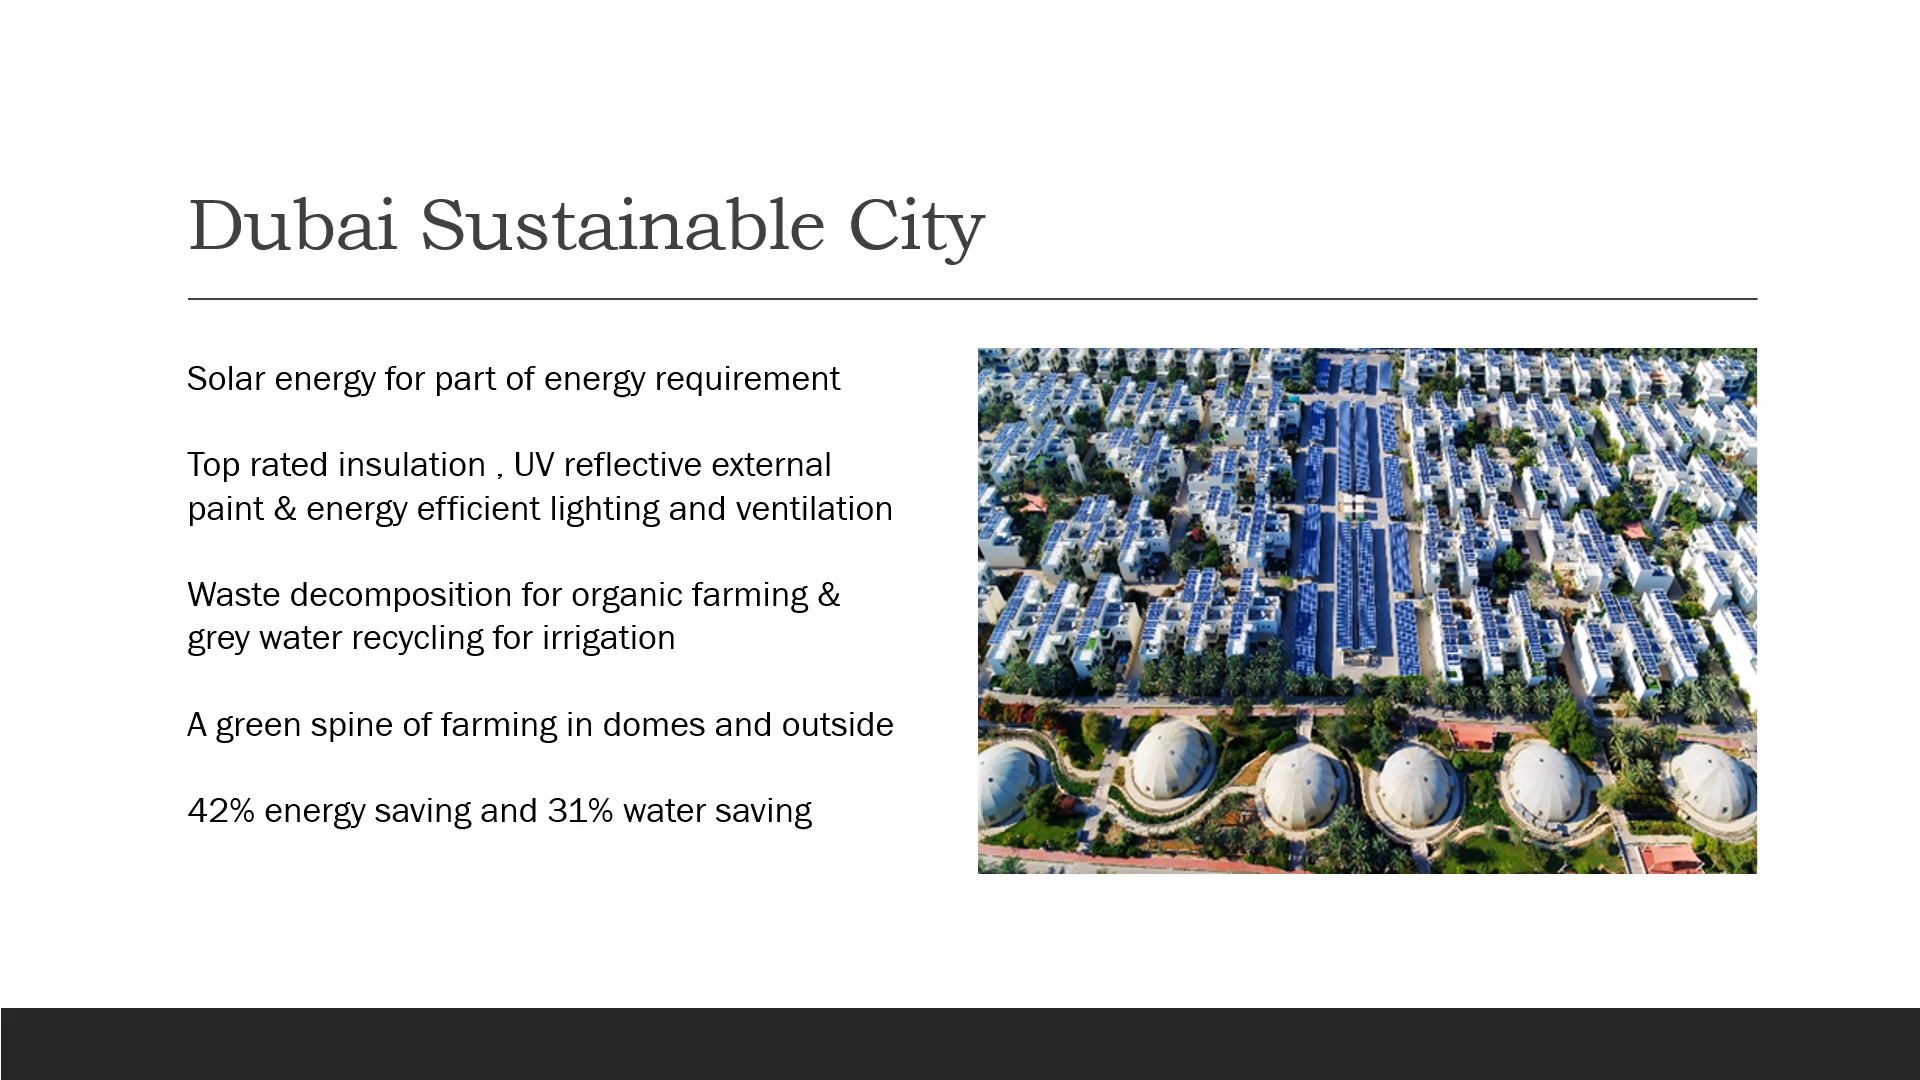 Dubai Sustainable City
Solar energy for part of energy requirement
Top rated insulation , UV reflective external
paint & energy efficient lighting and ventilation
Waste decomposition for organic farming &
grey water recycling for irrigation
A green spine of farming in domes and outside
42% energy saving and 31% water saving